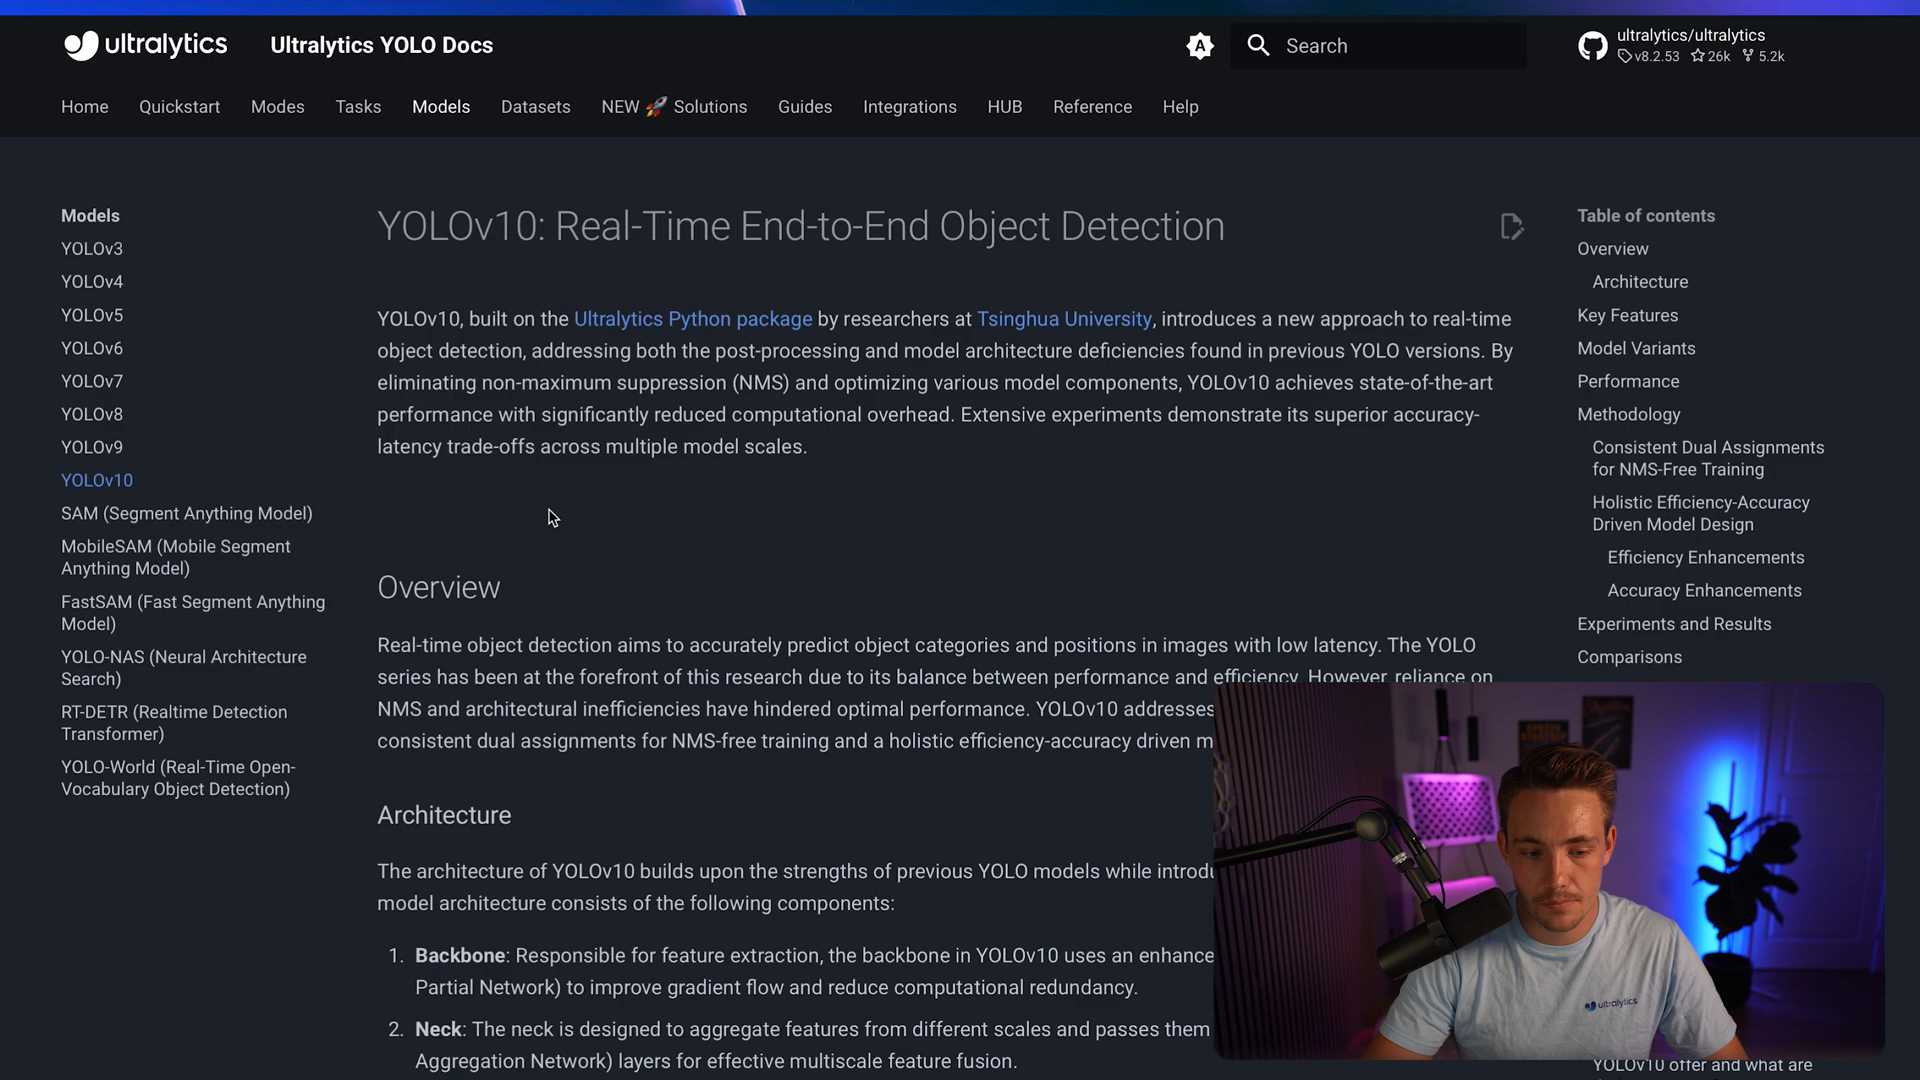 ultralytics
Ultralytics YOLO Docs
A
Search
ultralytics/ultralytics
v8.2.53 26k 5.2k
Home
Quickstart
Modes
Tasks
Models
Datasets
NEW 🚀 Solutions
Guides
Integrations
HUB
Reference
Help
Models
YOLOv3
YOLOv4
YOLOv5
YOLOv6
YOLOv7
YOLOv8
YOLOv9
YOLOv10
SAM (Segment Anything Model)
MobileSAM (Mobile Segment
Anything Model)
FastSAM (Fast Segment Anything
Model)
YOLO-NAS (Neural Architecture
Search)
RT-DETR (Realtime Detection
Transformer)
YOLO-World (Real-Time Open-
Vocabulary Object Detection)
YOLOv10: Real-Time End-to-End Object Detection
YOLOv10, built on the Ultralytics Python package by researchers at Tsinghua University, introduces a new approach to real-time
object detection, addressing both the post-processing and model architecture deficiencies found in previous YOLO versions. By
eliminating non-maximum suppression (NMS) and optimizing various model components, YOLOv10 achieves state-of-the-art
performance with significantly reduced computational overhead. Extensive experiments demonstrate its superior accuracy-
latency trade-offs across multiple model scales.
Overview
Real-time object detection aims to accurately predict object categories and positions in images with low latency. The YOLO
series has been at the forefront of this research due to its balance between performance and efficiency. However, reliance on
NMS and architectural inefficiencies have hindered optimal performance. YOLOv10 addresses
consistent dual assignments for NMS-free training and a holistic efficiency-accuracy driven m
Architecture
The architecture of YOLOv10 builds upon the strengths of previous YOLO models while introdu
model architecture consists of the following components:
1. Backbone: Responsible for feature extraction, the backbone in YOLOv10 uses an enhance
Partial Network) to improve gradient flow and reduce computational redundancy.
2. Neck: The neck is designed to aggregate features from different scales and passes them
Aggregation Network) layers for effective multiscale feature fusion.
Table of contents
Overview
Architecture
Key Features
Model Variants
Performance
Methodology
Consistent Dual Assignments
for NMS-Free Training
Holistic Efficiency-Accuracy
Driven Model Design
Efficiency Enhancements
Accuracy Enhancements
Experiments and Results
Comparisons
YOLOv10 offer and what are
ultralytics